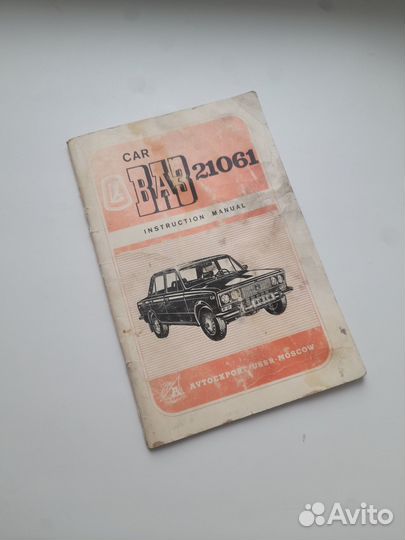 CAR
ВАЗ 21061
INSTRUCTION MANUAL
AVTOEXPORT/USSR·MOSCOW
Avito